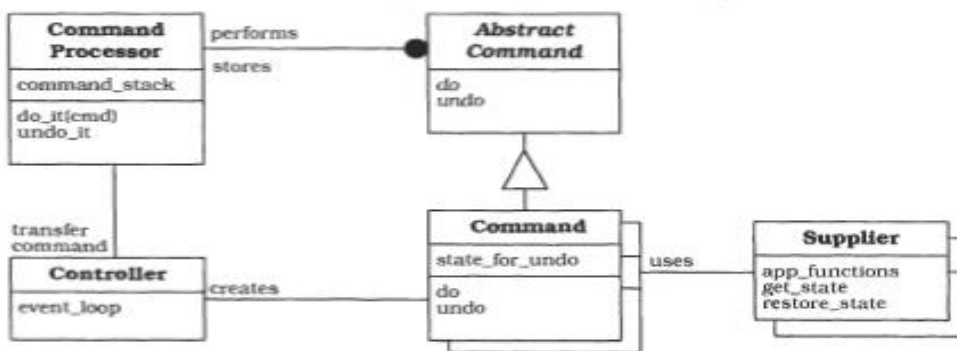 Command
Processor
command_stack
do_it(cmd)
undo_it
performs
stores
Abstract
Command
do
undo
transfer
command
Controller
event_loop
creates
Command
state_for_undo
do
undo
uses
Supplier
app_functions
get_state
restore_state